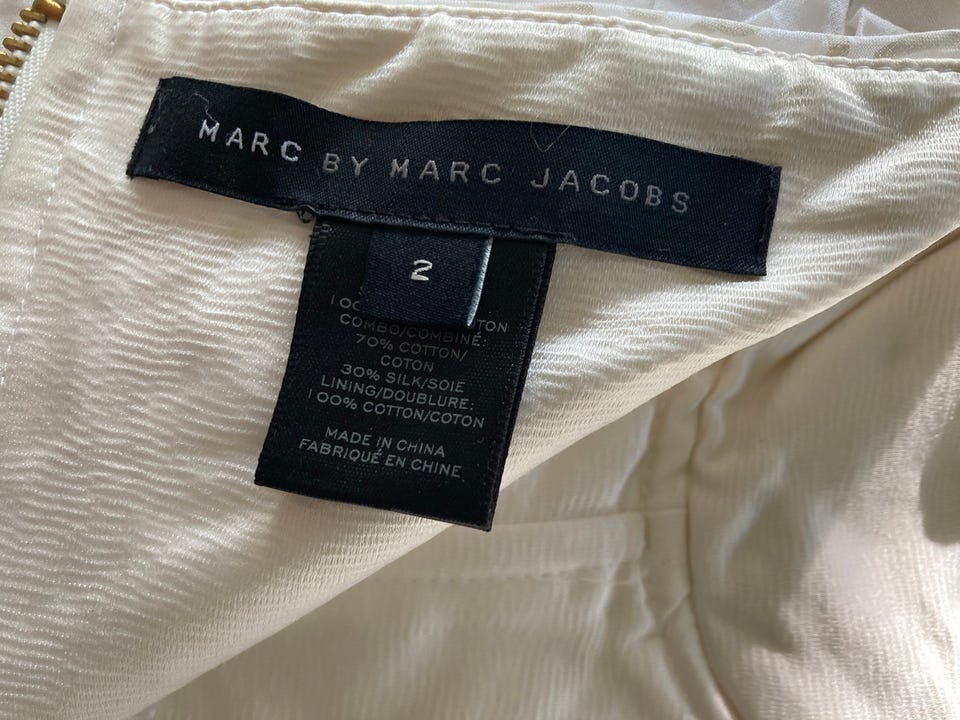 MARC BY MARC JACOBS
2
COMBO/COMBINÉ:
70% COTTON/
COTON
30% SILK/SOIE
LINING/DOUBLURE:
100% COTTON/COTON
MADE IN CHINA
FABRIQUÉ EN CHINE